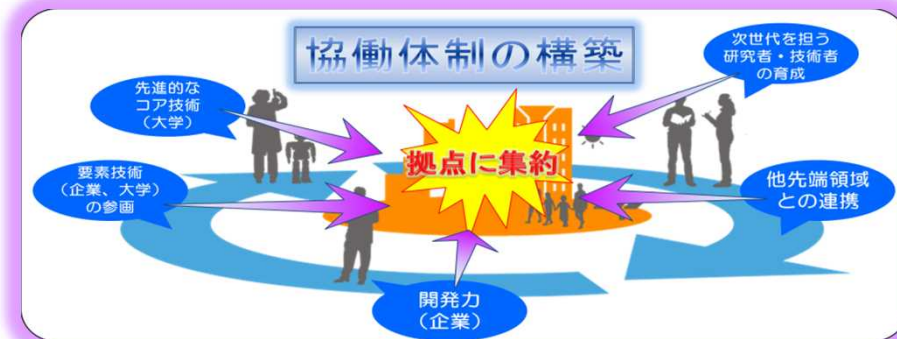 協働体制の構築
次世代を担う
研究者・技術者
の育成
先進的な
コア技術
（大学）
拠点に集約
要素技術
（企業、大学）
の参画
他先端領域
との連携
開発力
（企業）